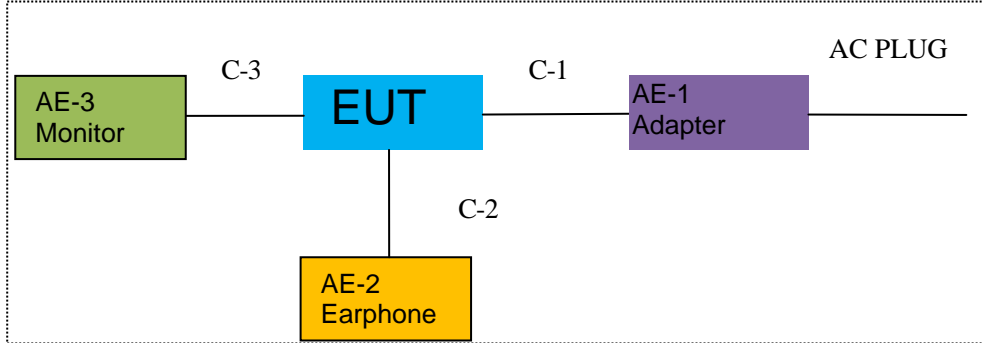 AC PLUG
C-3
C-1
AE-3
Monitor
EUT
AE-1
Adapter
C-2
AE-2
Earphone